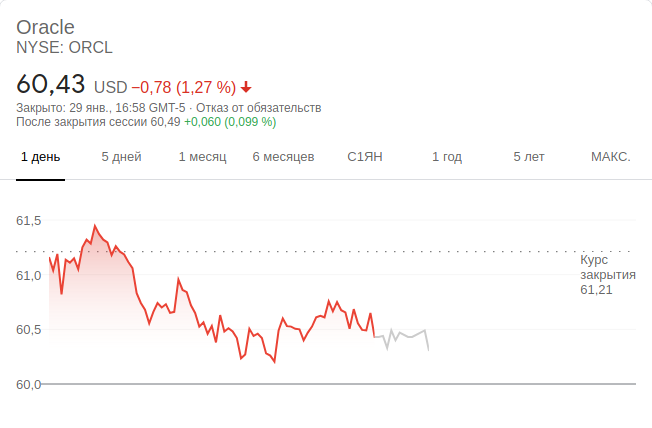 Oracle
NYSE: ORCL
60,43 USD −0,78 (1,27 %)
Закрыто: 29 янв., 16:58 GMT-5 · Отказ от обязательств
После закрытия сессии 60,49 +0,060 (0,099 %)
1 день 5 дней 1 месяц 6 месяцев С1ЯН 1 год 5 лет МАКС.
61,5
61,0
60,5
60,0
Курс
закрытия
61,21